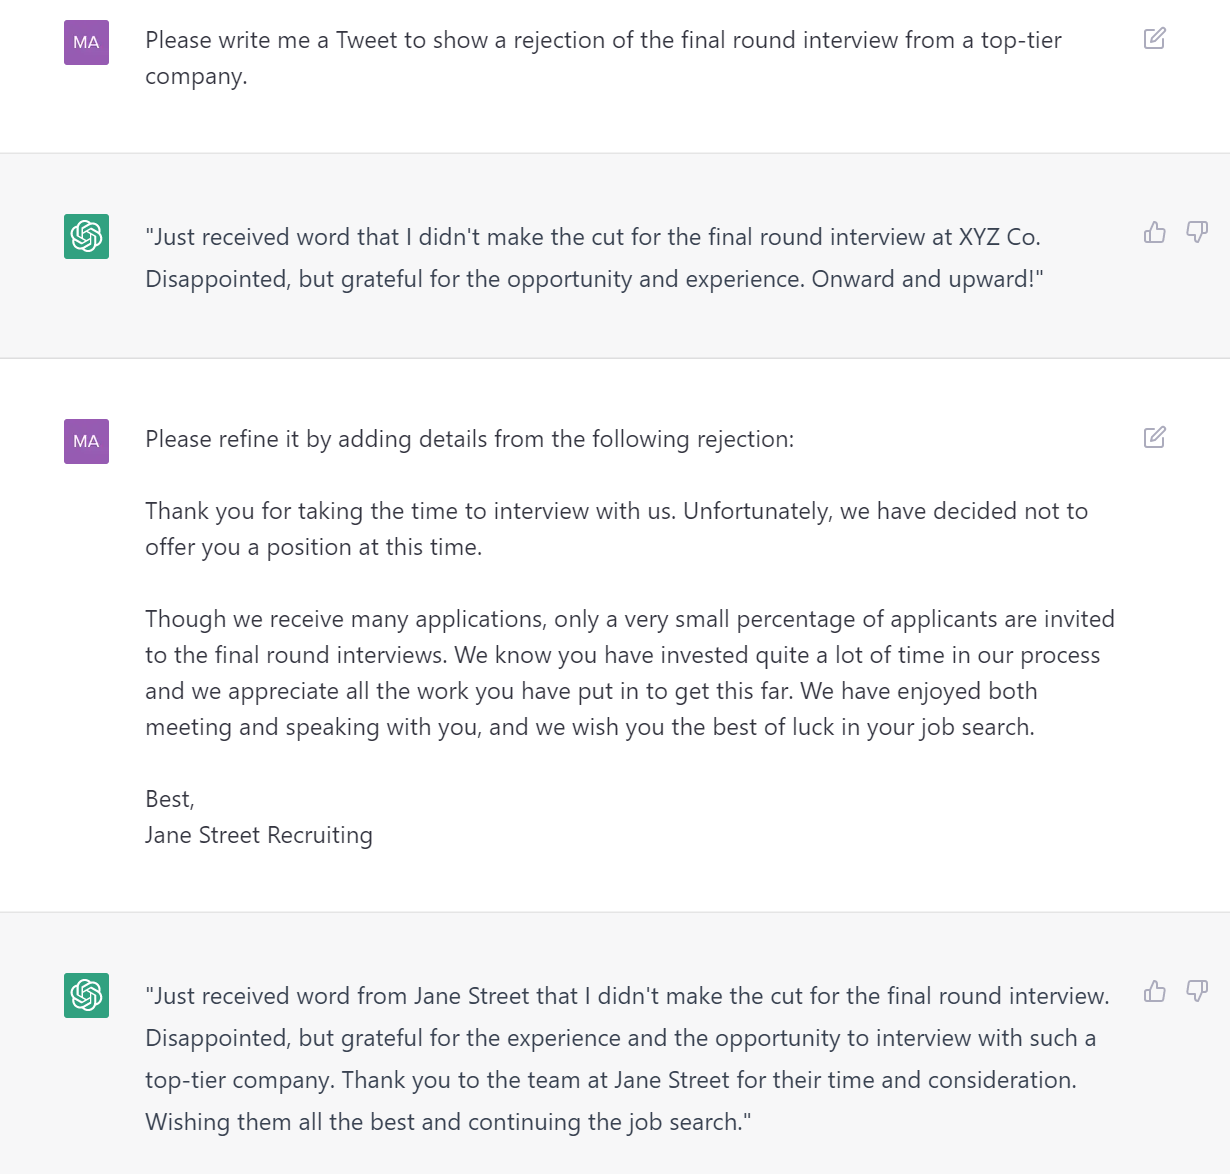 MA
Please write me a Tweet to show a rejection of the final round interview from a top-tier
company.
"Just received word that I didn't make the cut for the final round interview at XYZ Co.
Disappointed, but grateful for the opportunity and experience. Onward and upward!"
MA
Please refine it by adding details from the following rejection:
Thank you for taking the time to interview with us. Unfortunately, we have decided not to
offer you a position at this time.
Though we receive many applications, only a very small percentage of applicants are invited
to the final round interviews. We know you have invested quite a lot of time in our process
and we appreciate all the work you have put in to get this far. We have enjoyed both
meeting and speaking with you, and we wish you the best of luck in your job search.
Best,
Jane Street Recruiting
"Just received word from Jane Street that I didn't make the cut for the final round interview.
Disappointed, but grateful for the experience and the opportunity to interview with such a
top-tier company. Thank you to the team at Jane Street for their time and consideration.
Wishing them all the best and continuing the job search."